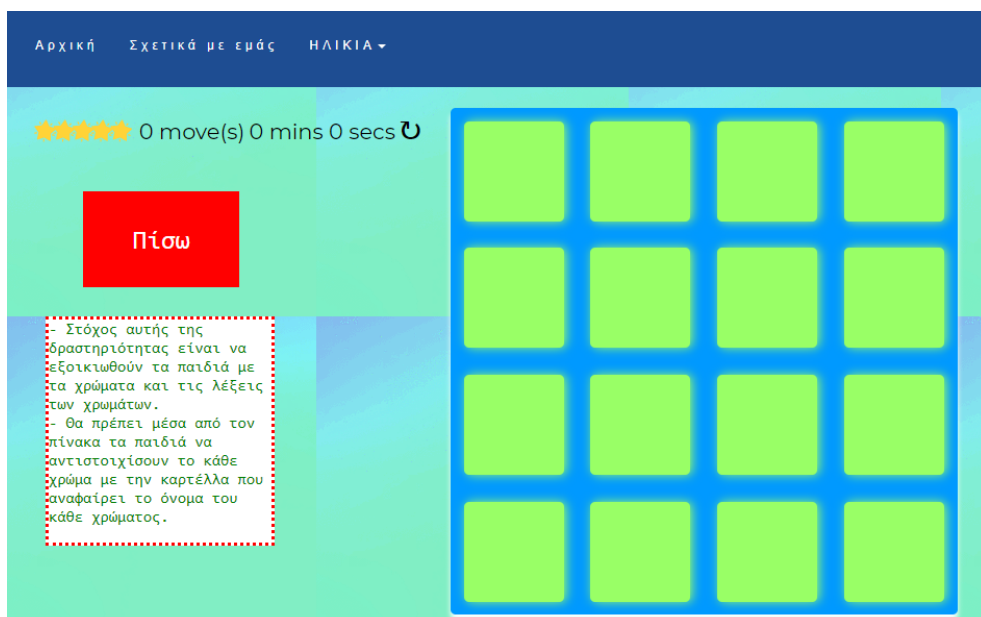 Αρχική Σχετικά με εμάς ΗΛΙΚΙΑ
0 move(s) 0 mins 0 secs
Πίσω
- Στόχος αυτής της
δραστηριότητας είναι να
εξοικιωθούν τα παιδιά με
τα χρώματα και τις λέξεις
των χρωμάτων.
- Θα πρέπει μέσα από τον
πίνακα τα παιδιά να
αντιστοιχίσουν το κάθε
χρώμα με την καρτέλλα που
αναφαίρει το όνομα του
κάθε χρώματος.